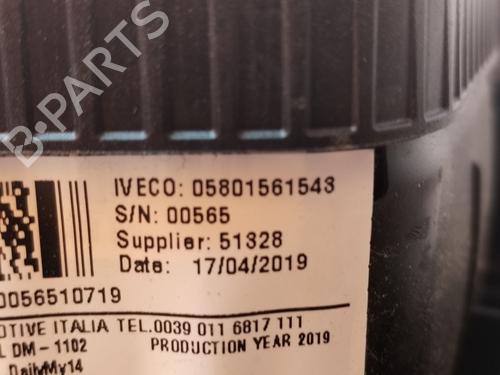 B-PARTS
IVECO: 05801561543
S/N: 00565
Supplier: 51328
Date: 17/04/2019
0056510719
OTIVE ITALIA TEL.0039 011 6817 111
L DM-1102 PRODUCTION YEAR 2019
DailyMy14